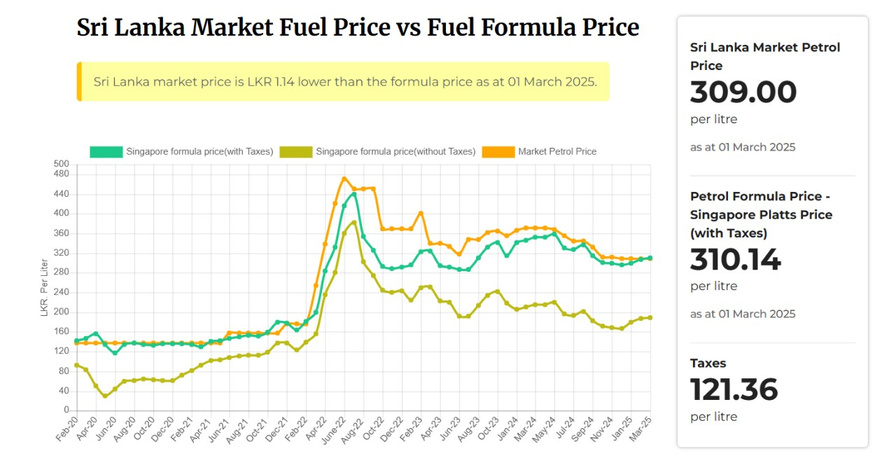 Sri Lanka Market Fuel Price vs Fuel Formula Price
Sri Lanka market price is LKR 1.14 lower than the formula price as at 01 March 2025.
Singapore formula price(with Taxes) Singapore formula price(without Taxes) Market Petrol Price
500
480
440
400
360
320
280
240
200
160
120
80
40
0
LKR Per Liter
Feb-20 Apr-20 Jun-20 Aug-20 Oct-20 Dec-20 Feb-21 Apr-21 Jun-21 Aug-21 Oct-21 Dec-21 Feb-22 Apr-22 June-22 Aug-22 Oct-22 Dec-22 Feb-23 Apr-23 Jun-23 Aug-23 Oct-23 Jan-24 Mar-24 May-24 Jul-24 Sep-24 Nov-24 Jan-25 Mar-25
Sri Lanka Market Petrol
Price
309.00
per litre
as at 01 March 2025
Petrol Formula Price -
Singapore Platts Price
(with Taxes)
310.14
per litre
as at 01 March 2025
Taxes
121.36
per litre